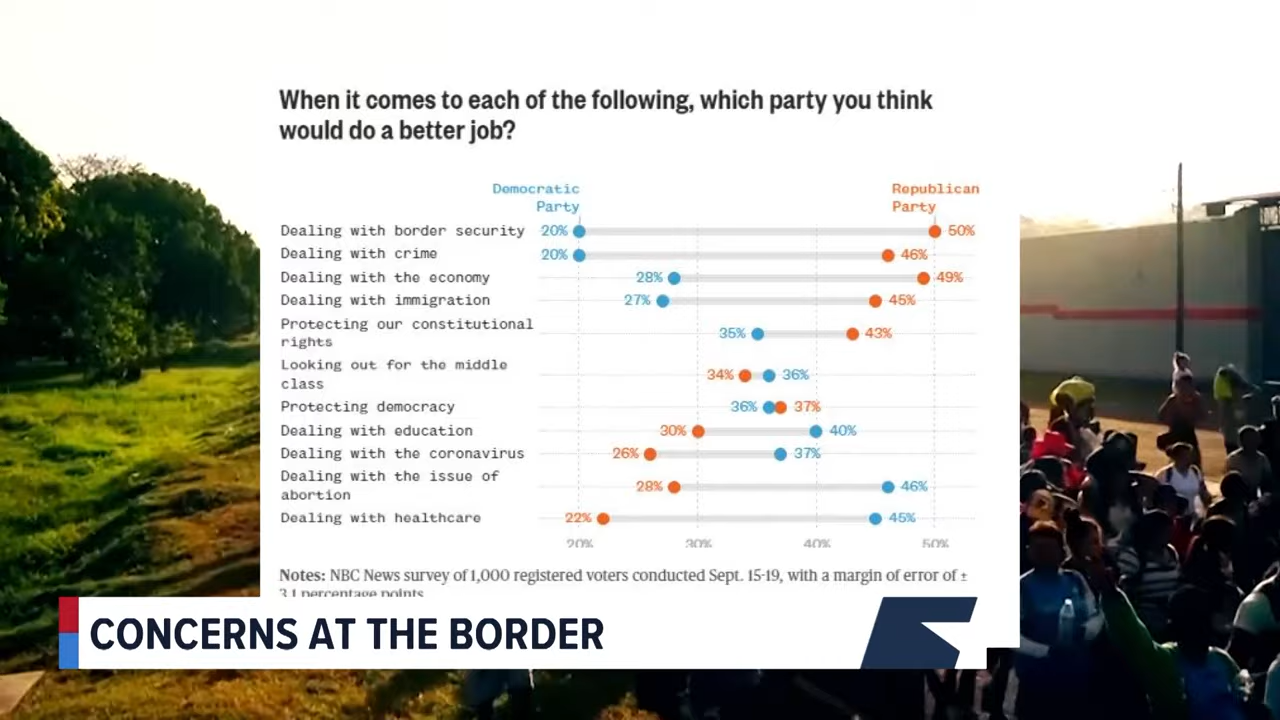 When it comes to each of the following, which party you think
would do a better job?
Democratic
Party
Republican
Party
Dealing with border security 20% 50%
Dealing with crime 20% 46%
Dealing with the economy 28% 49%
Dealing with immigration 27% 45%
Protecting our constitutional
rights 35% 43%
Looking out for the middle
class 34% 36%
Protecting democracy 36% 37%
Dealing with education 30% 40%
Dealing with the coronavirus 26% 37%
Dealing with the issue of
abortion 28% 46%
Dealing with healthcare 22% 45%
20% 30% 40% 50%
Notes: NBC News survey of 1,000 registered voters conducted Sept. 15-19, with a margin of error of ±
3.1 percentage points.
CONCERNS AT THE BORDER